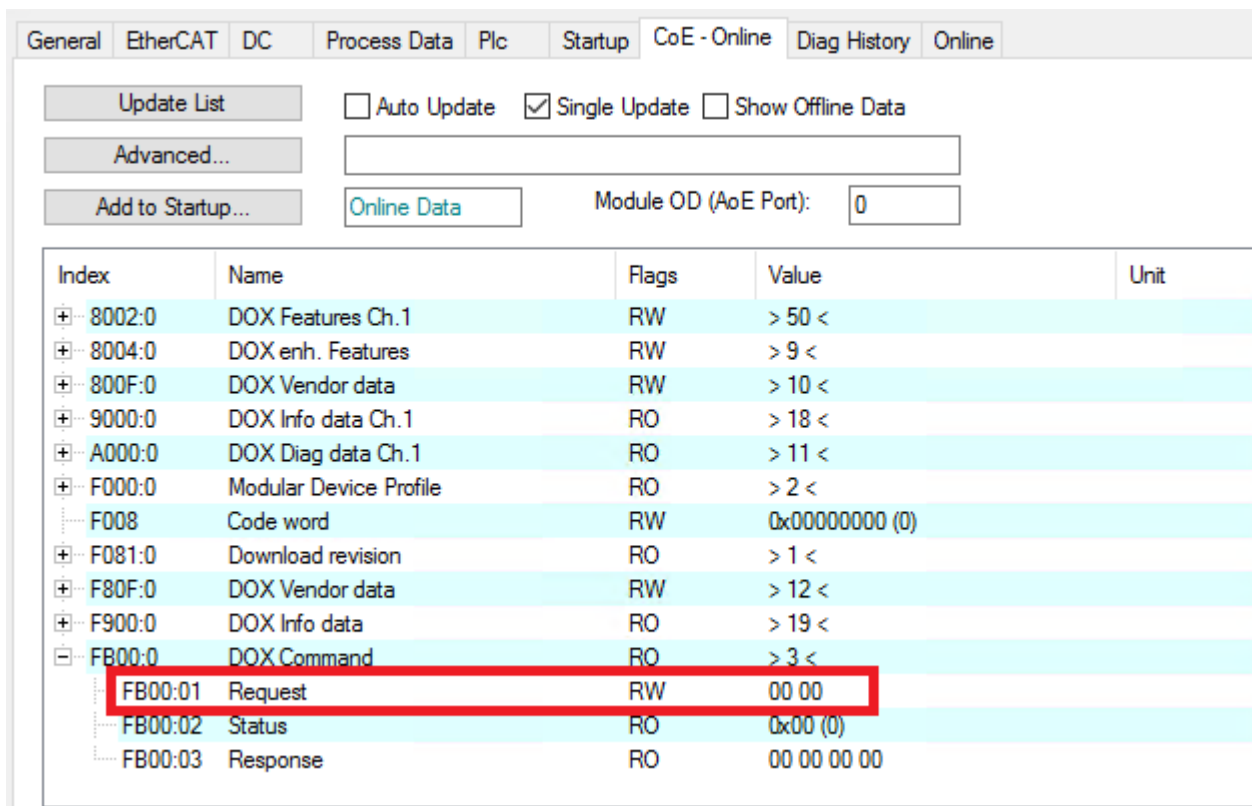 General EtherCAT DC Process Data Plc Startup CoE - Online Diag History Online
Update List Auto Update Single Update Show Offline Data
Advanced...
Add to Startup... Online Data Module OD (AoE Port): 0
Index Name Flags Value Unit
8002:0 DOX Features Ch.1 RW > 50 <
8004:0 DOX enh. Features RW > 9 <
800F:0 DOX Vendor data RW > 10 <
9000:0 DOX Info data Ch.1 RO > 18 <
A000:0 DOX Diag data Ch.1 RO > 11 <
F000:0 Modular Device Profile RO > 2 <
F008 Code word RW 0x00000000 (0)
F081:0 Download revision RO > 1 <
F80F:0 DOX Vendor data RW > 12 <
F900:0 DOX Info data RO > 19 <
FB00:0 DOX Command RO > 3 <
FB00:01 Request RW 00 00
FB00:02 Status RO 0x00 (0)
FB00:03 Response RO 00 00 00 00